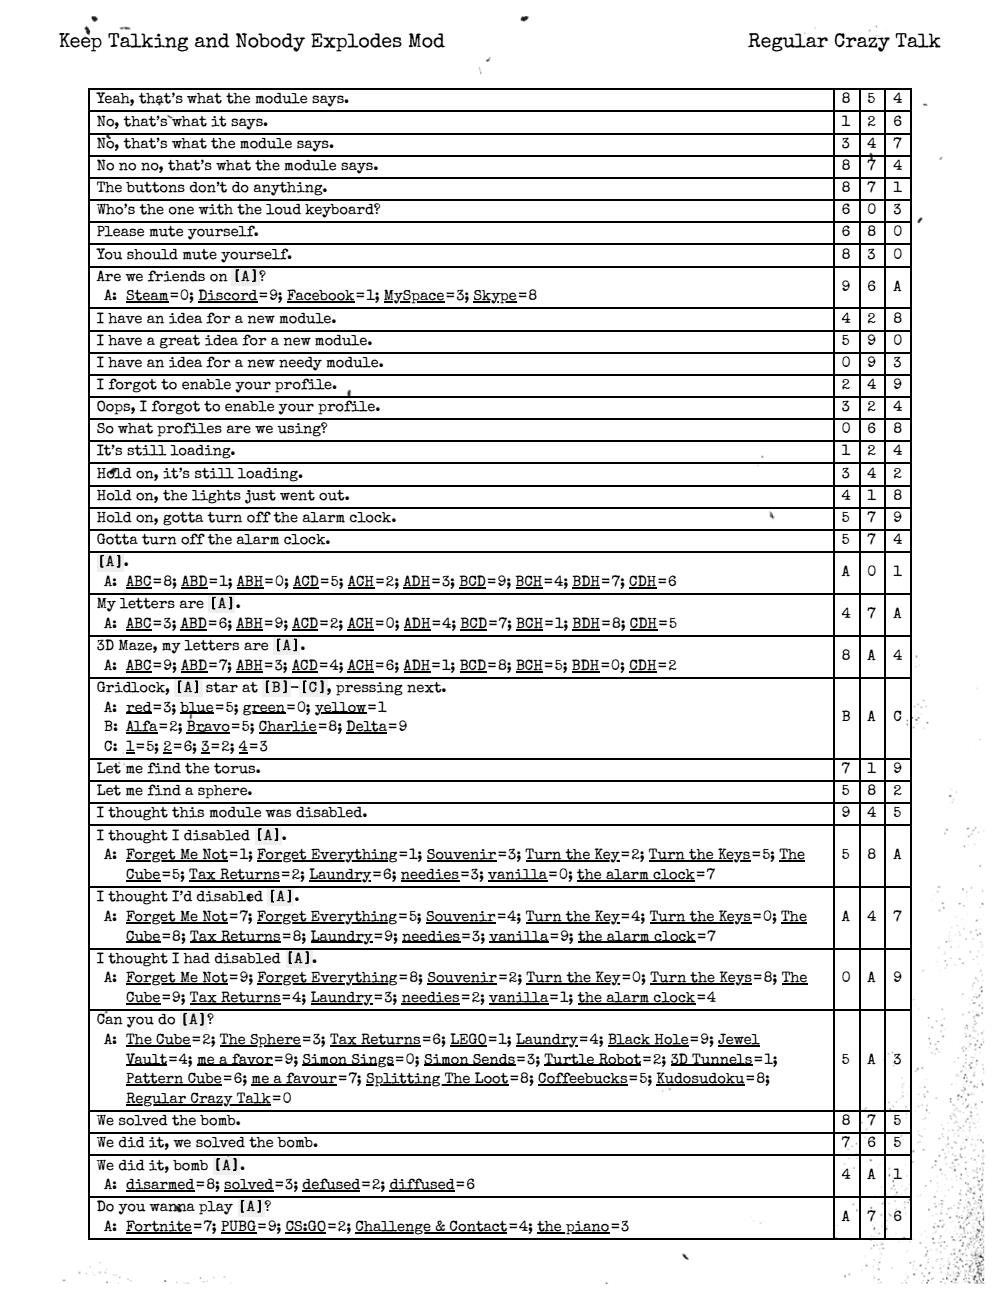 Keep Talking and Nobody Explodes Mod
Regular Crazy Talk
Yeah, that's what the module says. 8 5 4
No, that's what it says. 1 2 6
No, that's what the module says. 3 4 7
No no no, that's what the module says. 8 7 4
The buttons don't do anything. 8 7 1
Who's the one with the loud keyboard? 6 0 3
Please mute yourself. 6 8 0
You should mute yourself. 8 3 0
Are we friends on [A]?
A: Steam=0; Discord=9; Facebook=1; MySpace=3; Skype=8
9 6 A
I have an idea for a new module. 4 2 8
I have a great idea for a new module. 5 9 0
I have an idea for a new needy module. 0 9 3
I forgot to enable your profile. 2 4 9
Oops, I forgot to enable your profile. 3 2 4
So what profiles are we using? 0 6 8
It's still loading. 1 2 4
Hold on, it's still loading. 3 4 2
Hold on, the lights just went out. 4 1 8
Hold on, gotta turn off the alarm clock. 5 7 9
Gotta turn off the alarm clock. 5 7 4
[A].
A: ABC=8; ABD=1; ABH=0; ACD=5; ACH=2; ADH=3; BCD=9; BCH=4; BDH=7; CDH=6
A 0 1
My letters are [A].
A: ABC=3; ABD=6; ABH=9; ACD=2; ACH=0; ADH=4; BCD=7; BCH=1; BDH=8; CDH=5
4 7 A
3D Maze, my letters are [A].
A: ABC=9; ABD=7; ABH=3; ACD=4; ACH=6; ADH=1; BCD=8; BCH=5; BDH=0; CDH=2
8 A 4
Gridlock, [A] star at [B]-[C], pressing next.
A: red=3; blue=5; green=0; yellow=1
B: Alfa=2; Bravo=5; Charlie=8; Delta=9
C: 1=5; 2=6; 3=2; 4=3
B A C
Let me find the torus. 7 1 9
Let me find a sphere. 5 8 2
I thought this module was disabled. 9 4 5
I thought I disabled [A].
A: Forget Me Not=1; Forget Everything=1; Souvenir=3; Turn the Key=2; Turn the Keys=5; The
Cube=5; Tax Returns=2; Laundry=6; needies=3; vanilla=0; the alarm clock=7
5 8 A
I thought I'd disabled [A].
A: Forget Me Not=7; Forget Everything=5; Souvenir=4; Turn the Key=4; Turn the Keys=0; The
Cube=8; Tax Returns=8; Laundry=9; needies=3; vanilla=9; the alarm clock=7
A 4 7
I thought I had disabled [A].
A: Forget Me Not=9; Forget Everything=8; Souvenir=2; Turn the Key=0; Turn the Keys=8; The
Cube=9; Tax Returns=4; Laundry=3; needies=2; vanilla=1; the alarm clock=4
0 A 9
Can you do [A]?
A: The Cube=2; The Sphere=3; Tax Returns=6; LEGO=1; Laundry=4; Black Hole=9; Jewel
Vault=4; me a favor=9; Simon Sings=0; Simon Sends=3; Turtle Robot=2; 3D Tunnels=1;
Pattern Cube=6; me a favour=7; Splitting The Loot=8; Coffeebucks=5; Kudosudoku=8;
Regular Crazy Talk=0
5 A 3
We solved the bomb. 8 7 5
We did it, we solved the bomb. 7 6 5
We did it, bomb [A].
A: disarmed=8; solved=3; defused=2; diffused=6
4 A 1
Do you wanna play [A]?
A: Fortnite=7; PUBG=9; CS:GO=2; Challenge & Contact=4; the piano=3
A 7 6